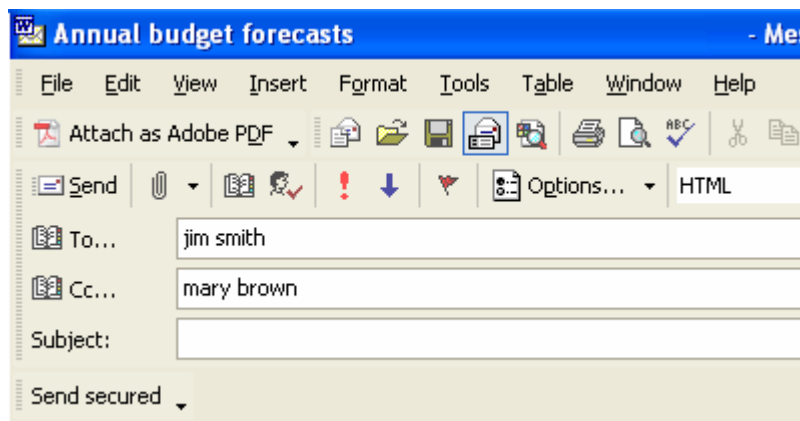 Annual budget forecasts - Mes
File Edit View Insert Format Tools Table Window Help
Attach as Adobe PDF ABC
Send Options... HTML
To... jim smith
Cc... mary brown
Subject:
Send secured